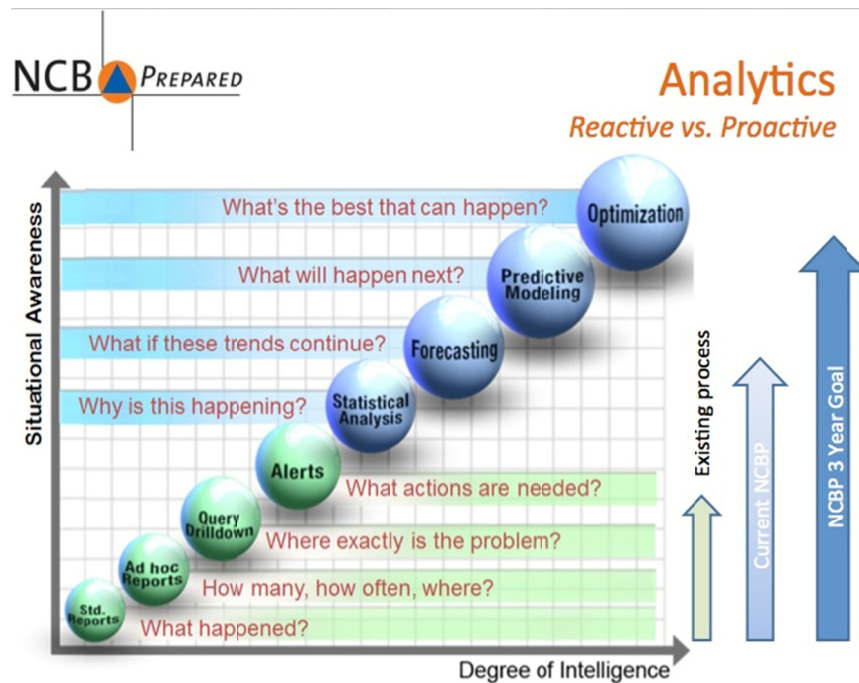 NCB PREPARED
Analytics
Reactive vs. Proactive
Situational Awareness
What's the best that can happen?
Optimization
What will happen next?
Predictive
Modeling
What if these trends continue?
Forecasting
Why is this happening?
Statistical
Analysis
Alerts
What actions are needed?
Query
Drilldown
Where exactly is the problem?
Ad hoc
Reports
How many, how often, where?
Std.
Reports
What happened?
Degree of Intelligence
Existing process
Current NCBP
NCBP 3 Year Goal